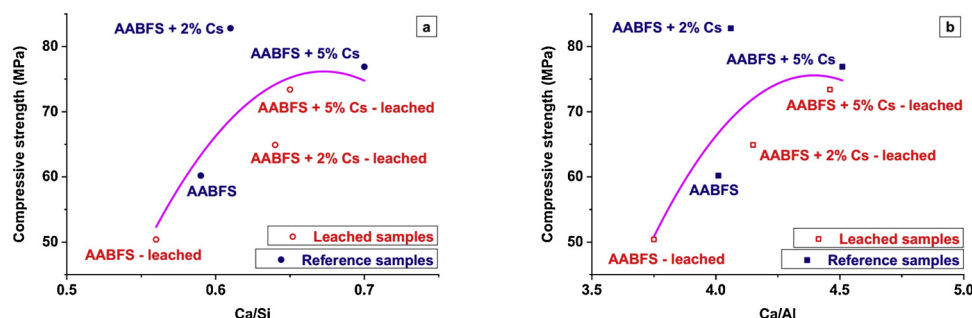 a
Compressive strength (MPa)
80
70
60
50
AABFS + 2% Cs
AABFS + 5% Cs
AABFS + 5% Cs - leached
AABFS + 2% Cs - leached
AABFS
AABFS - leached
Leached samples
Reference samples
0.5
0.6
0.7
Ca/Si
b
Compressive strength (MPa)
80
70
60
50
AABFS + 2% Cs
AABFS + 5% Cs
AABFS + 5% Cs - leached
AABFS + 2% Cs - leached
AABFS
AABFS - leached
Leached samples
Reference samples
3.5
4.0
4.5
5.0
Ca/Al